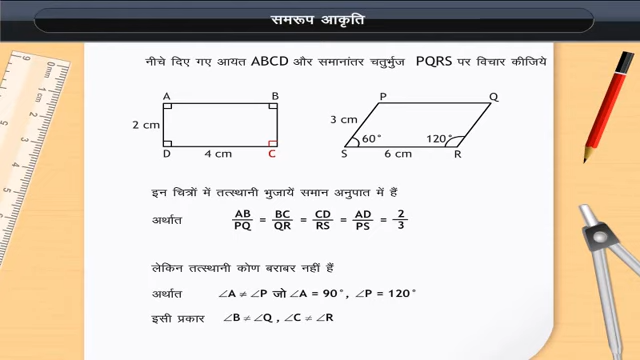 समरूप आकृति
नीचे दिए गए आयत ABCD और समानांतर चतुर्भुज PQRS पर विचार कीजिये
A B P Q
2 cm 3 cm
60° 120°
D 4 cm C S 6 cm R
इन चित्रों में तत्स्थानी भुजायें समान अनुपात में हैं
अर्थात AB/PQ = BC/QR = CD/RS = AD/PS = 2/3
लेकिन तत्स्थानी कोण बराबर नहीं हैं
अर्थात ∠A ≠ ∠P जो ∠A = 90°, ∠P = 120°
इसी प्रकार ∠B ≠ ∠Q , ∠C ≠ ∠R